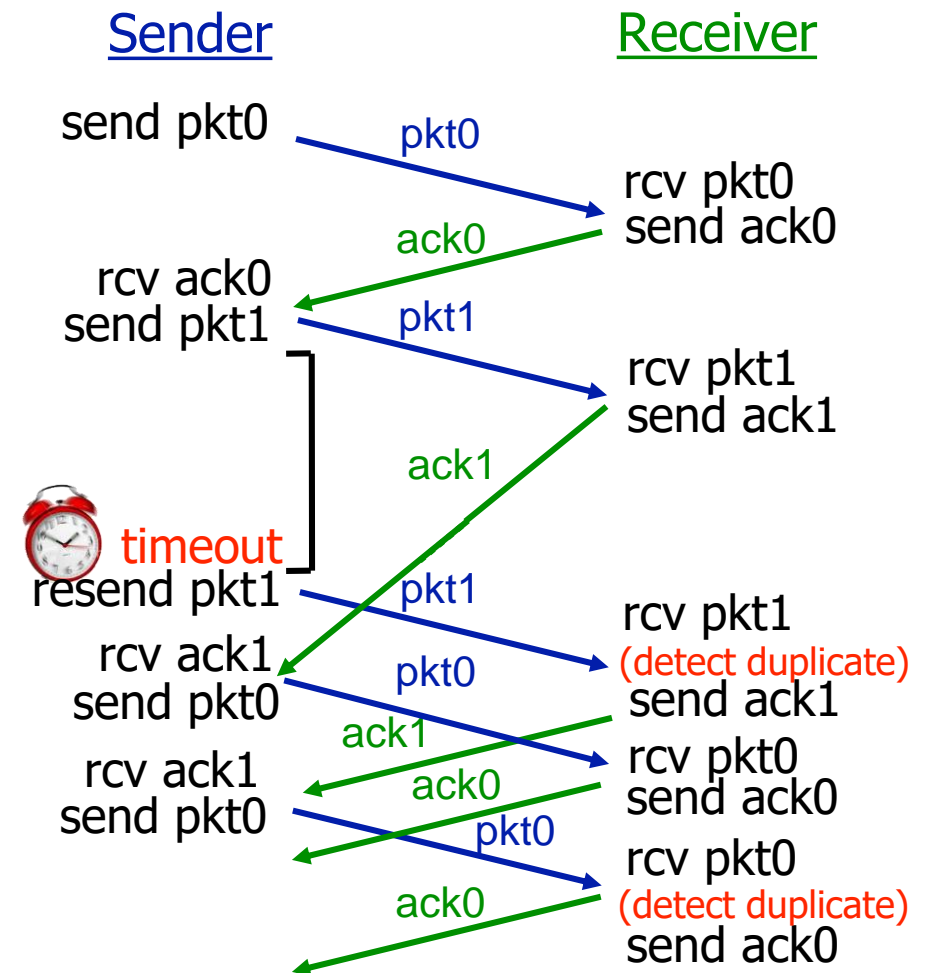 Sender
Receiver
send pkt0
pkt0
rcv pkt0
send ack0
ack0
rcv ack0
send pkt1
pkt1
rcv pkt1
send ack1
ack1
timeout
resend pkt1
pkt1
rcv pkt1
(detect duplicate)
send ack1
rcv ack1
send pkt0
pkt0
ack1
rcv pkt0
send ack0
rcv ack1
send pkt0
ack0
pkt0
rcv pkt0
(detect duplicate)
send ack0
ack0